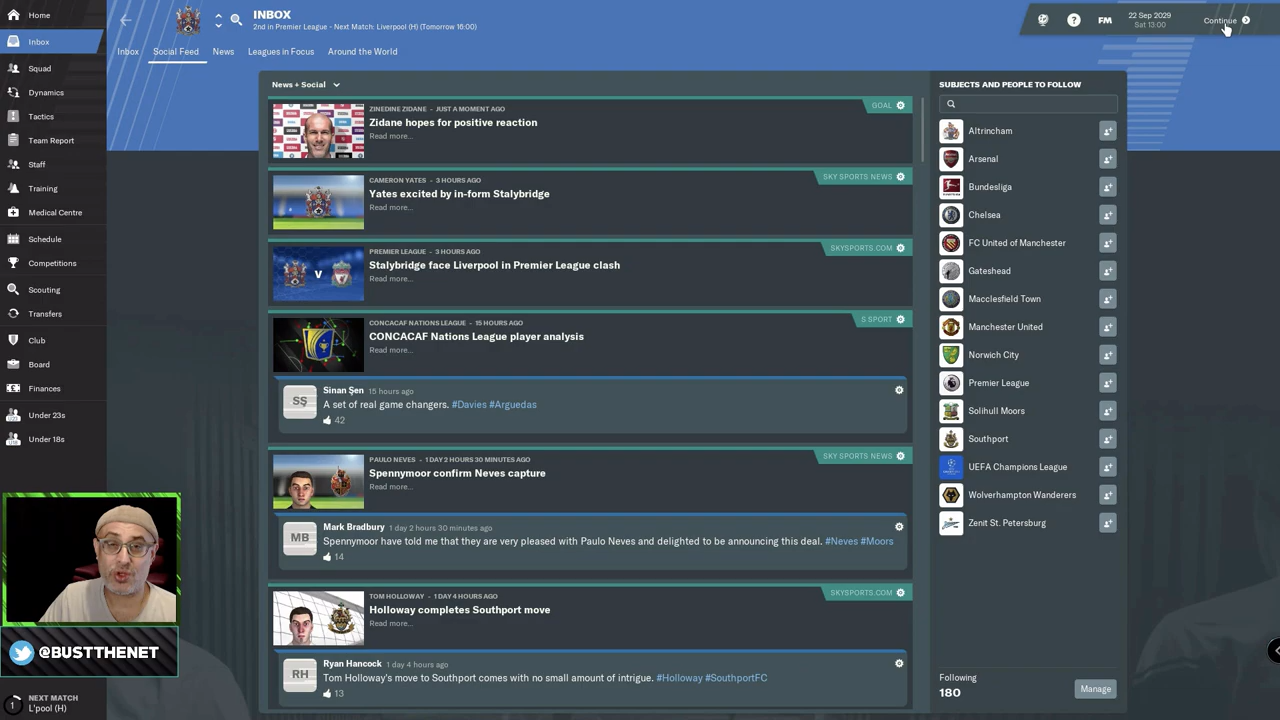 Home
Inbox
Squad
Dynamics
Tactics
Team Report
Staff
Training
Medical Centre
Schedule
Competitions
Scouting
Transfers
Club
Board
Finances
Under 23s
Under 18s
@BUSTTHENET
1
NEXT MATCH
L'pool (H)
INBOX
2nd in Premier League - Next Match: Liverpool (H) (Tomorrow 16:00)
Inbox
Social Feed
News
Leagues in Focus
Around the World
?
FM
22 Sep 2029
Sat 13:00
Continue
News + Social
ZINEDINE ZIDANE - JUST A MOMENT AGO
GOAL
Zidane hopes for positive reaction
Read more...
CAMERON YATES - 3 HOURS AGO
SKY SPORTS NEWS
Yates excited by in-form Stalybridge
Read more...
PREMIER LEAGUE - 3 HOURS AGO
SKYSPORTS.COM
Stalybridge face Liverpool in Premier League clash
V
Read more...
CONCACAF NATIONS LEAGUE - 15 HOURS AGO
S SPORT
CONCACAF Nations League player analysis
Read more...
SŞ
Sinan Şen 15 hours ago
A set of real game changers. #Davies #Arguedas
42
PAULO NEVES - 1 DAY 2 HOURS 30 MINUTES AGO
SKY SPORTS NEWS
Spennymoor confirm Neves capture
Read more...
MB
Mark Bradbury 1 day 2 hours 30 minutes ago
Spennymoor have told me that they are very pleased with Paulo Neves and delighted to be announcing this deal. #Neves #Moors
14
TOM HOLLOWAY - 1 DAY 4 HOURS AGO
SKYSPORTS.COM
Holloway completes Southport move
Read more...
RH
Ryan Hancock 1 day 4 hours ago
Tom Holloway's move to Southport comes with no small amount of intrigue. #Holloway #SouthportFC
13
SUBJECTS AND PEOPLE TO FOLLOW
Altrincham
Arsenal
Bundesliga
Chelsea
FC United of Manchester
Gateshead
Macclesfield Town
Manchester United
Norwich City
Premier League
Solihull Moors
Southport
UEFA Champions League
Wolverhampton Wanderers
Zenit St. Petersburg
Following
180
Manage